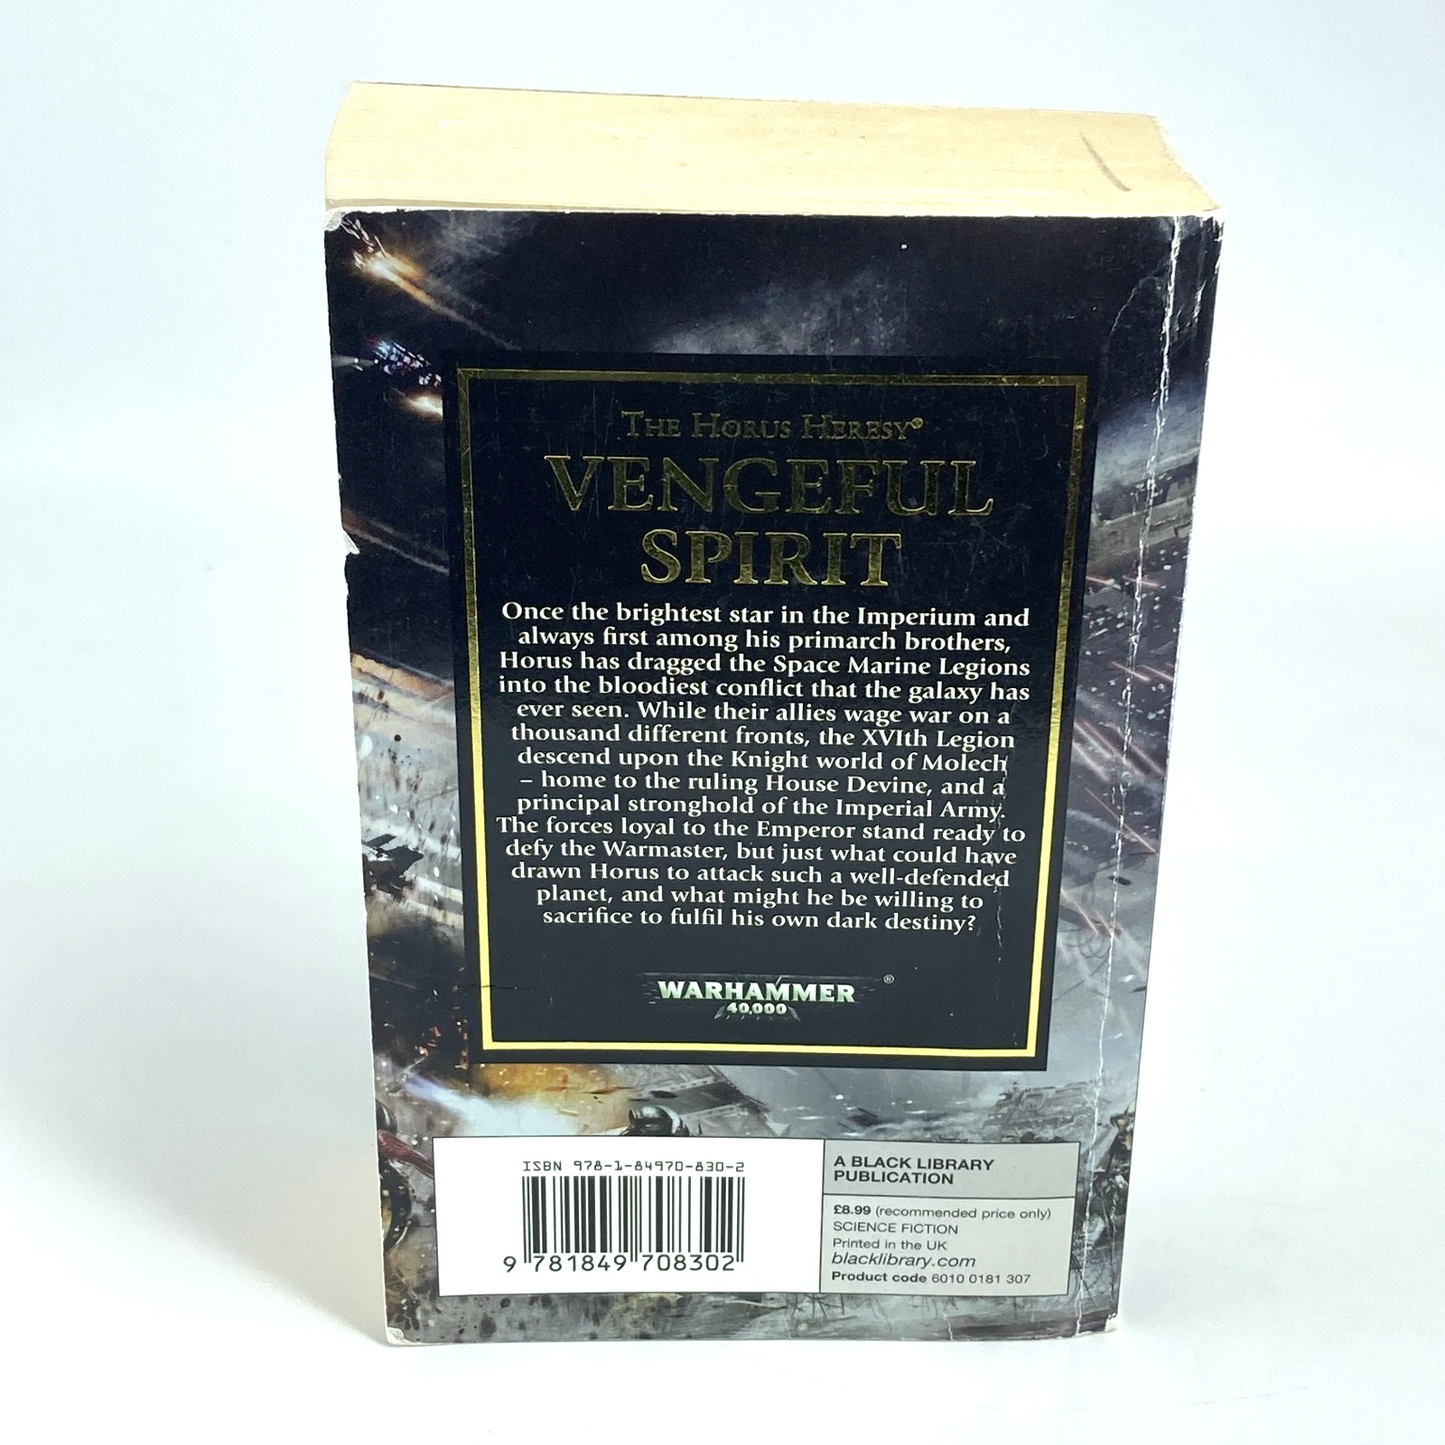 THE HORUS HERESY®
VENGEFUL
SPIRIT
Once the brightest star in the Imperium and
always first among his primarch brothers,
Horus has dragged the Space Marine Legions
into the bloodiest conflict that the galaxy has
ever seen. While their allies wage war on a
thousand different fronts, the XVIth Legion
descend upon the Knight world of Molech
– home to the ruling House Devine, and a
principal stronghold of the Imperial Army.
The forces loyal to the Emperor stand ready to
defy the Warmaster, but just what could have
drawn Horus to attack such a well-defended
planet, and what might he be willing to
sacrifice to fulfil his own dark destiny?
WARHAMMER®
40,000
ISBN 978-1-84970-830-2
9 781849 708302
A BLACK LIBRARY
PUBLICATION
£8.99 (recommended price only)
SCIENCE FICTION
Printed in the UK
blacklibrary.com
Product code 6010 0181 307